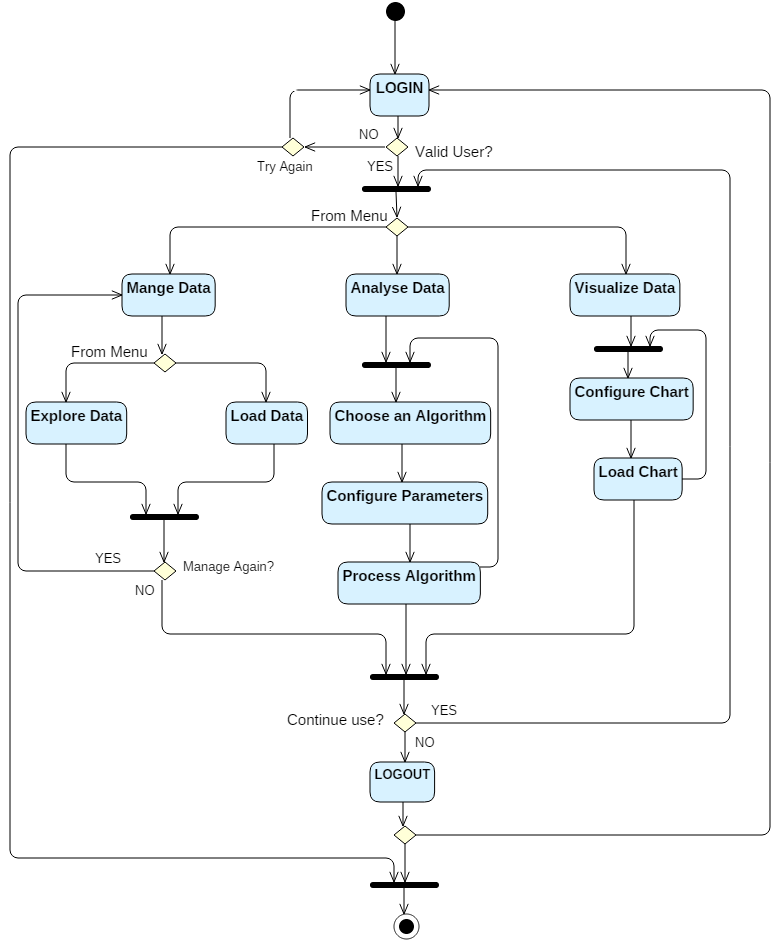 LOGIN
NO
Valid User?
Try Again
YES
From Menu
Mange Data
Analyse Data
Visualize Data
From Menu
Configure Chart
Explore Data
Load Data
Choose an Algorithm
Load Chart
Configure Parameters
YES
Manage Again?
Process Algorithm
NO
YES
Continue use?
NO
LOGOUT